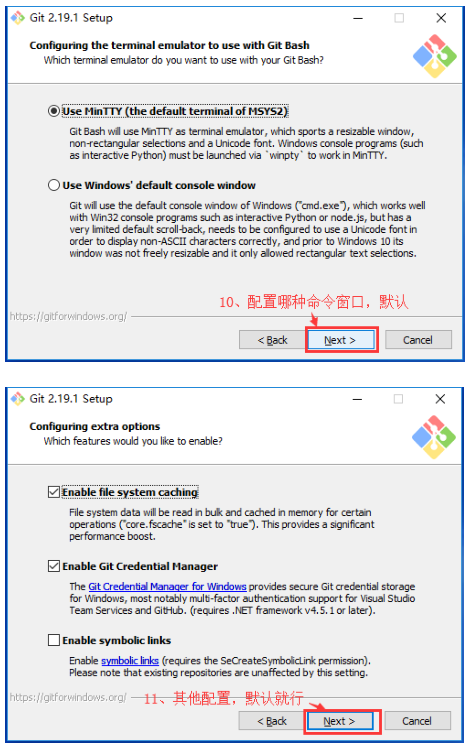 Git 2.19.1 Setup
Configuring the terminal emulator to use with Git Bash
Which terminal emulator do you want to use with your Git Bash?
Use MinTTY (the default terminal of MSYS2)
Git Bash will use MinTTY as terminal emulator, which sports a resizable window,
non-rectangular selections and a Unicode font. Windows console programs (such
as interactive Python) must be launched via `winpty` to work in MinTTY.
Use Windows' default console window
Git will use the default console window of Windows ("cmd.exe"), which works well
with Win32 console programs such as interactive Python or node.js, but has a
very limited default scroll-back, needs to be configured to use a Unicode font in
order to display non-ASCII characters correctly, and prior to Windows 10 its
window was not freely resizable and it only allowed rectangular text selections.
10、配置哪种命令窗口，默认
https://gitforwindows.org/
< Back Next > Cancel
Git 2.19.1 Setup
Configuring extra options
Which features would you like to enable?
Enable file system caching
File system data will be read in bulk and cached in memory for certain
operations ("core.fscache" is set to "true"). This provides a significant
performance boost.
Enable Git Credential Manager
The Git Credential Manager for Windows provides secure Git credential storage
for Windows, most notably multi-factor authentication support for Visual Studio
Team Services and GitHub. (requires .NET framework v4.5.1 or later).
Enable symbolic links
Enable symbolic links (requires the SeCreateSymbolicLink permission).
Please note that existing repositories are unaffected by this setting.
https://gitforwindows.org/ 11、其他配置，默认就行
< Back Next > Cancel